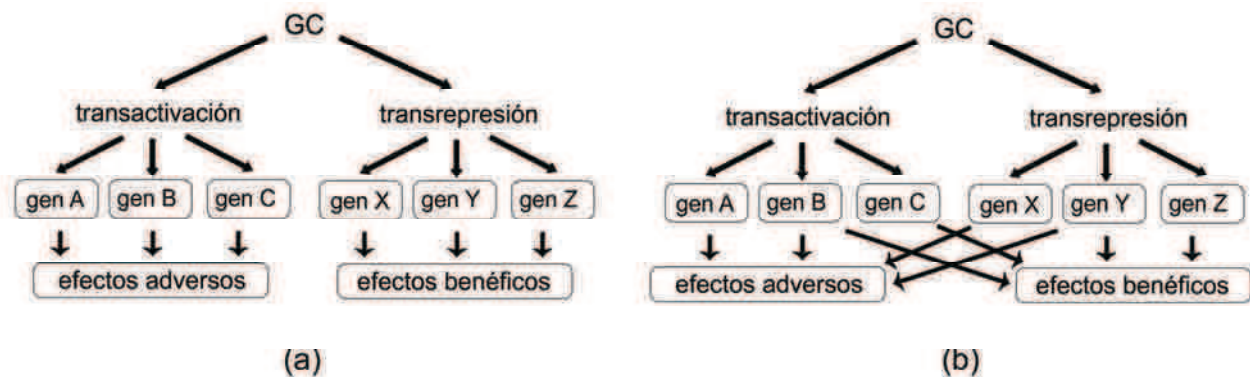 GC
transactivación transrepresión
gen A gen B gen C gen X gen Y gen Z
efectos adversos efectos benéficos
(a)
GC
transactivación transrepresión
gen A gen B gen C gen X gen Y gen Z
efectos adversos efectos benéficos
(b)